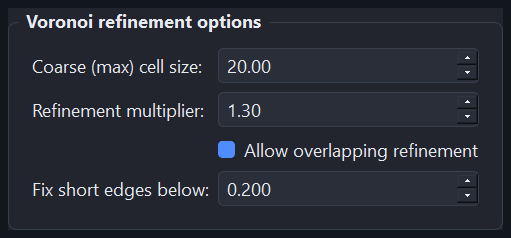 Voronoi refinement options
Coarse (max) cell size: 20.00
Refinement multiplier: 1.30
Allow overlapping refinement
Fix short edges below: 0.200